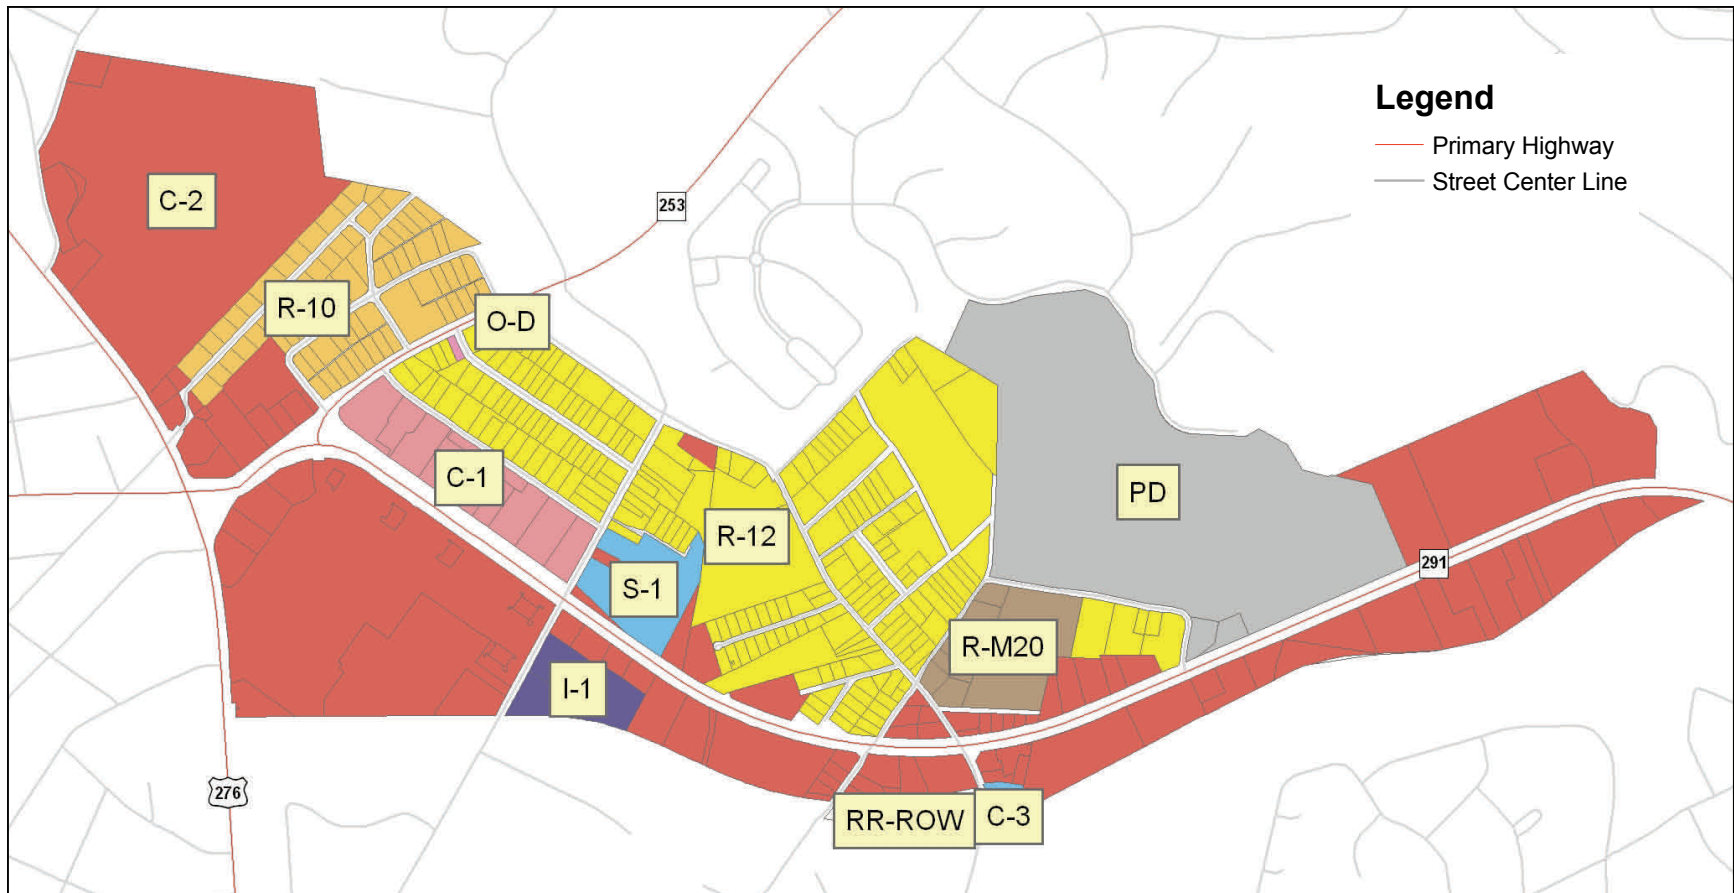 Legend
Primary Highway
Street Center Line
C-2
253
R-10
O-D
C-1
PD
R-12
291
S-1
R-M20
I-1
276
RR-ROW
C-3